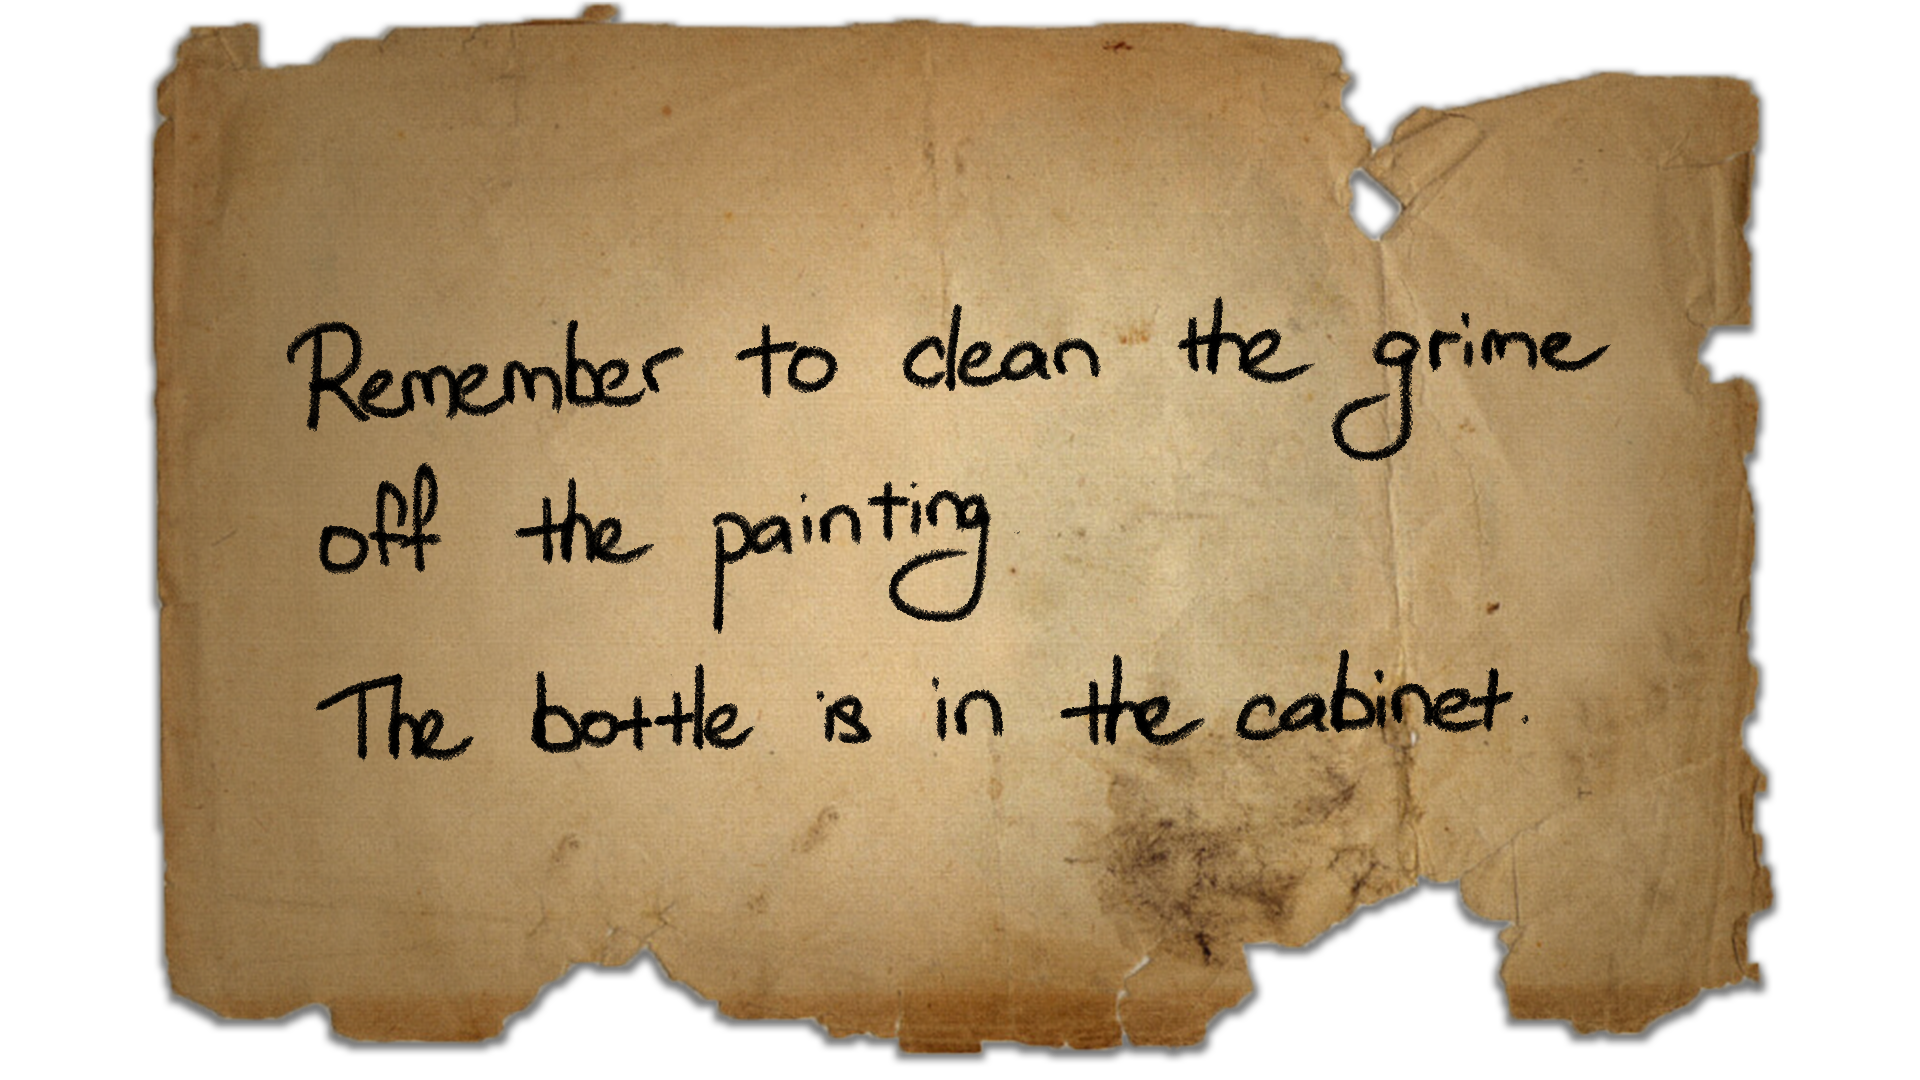 Remember to clean the grime
off the painting
The bottle is in the cabinet.